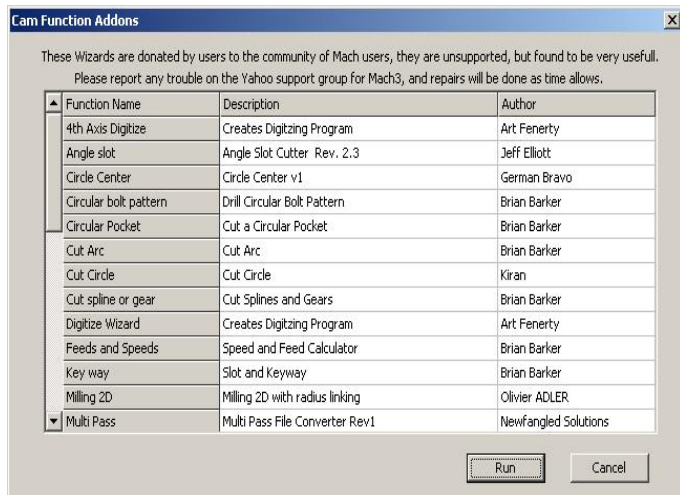 Cam Function Addons
These Wizards are donated by users to the community of Mach users, they are unsupported, but found to be very usefull.
Please report any trouble on the Yahoo support group for Mach3, and repairs will be done as time allows.
Function Name Description Author
4th Axis Digitize Creates Digitzing Program Art Fenerty
Angle slot Angle Slot Cutter Rev. 2.3 Jeff Elliott
Circle Center Circle Center v1 German Bravo
Circular bolt pattern Drill Circular Bolt Pattern Brian Barker
Circular Pocket Cut a Circular Pocket Brian Barker
Cut Arc Cut Arc Brian Barker
Cut Circle Cut Circle Kiran
Cut spline or gear Cut Splines and Gears Brian Barker
Digitize Wizard Creates Digitzing Program Art Fenerty
Feeds and Speeds Speed and Feed Calculator Brian Barker
Key way Slot and Keyway Brian Barker
Milling 2D Milling 2D with radius linking Olivier ADLER
Multi Pass Multi Pass File Converter Rev1 Newfangled Solutions
Run Cancel